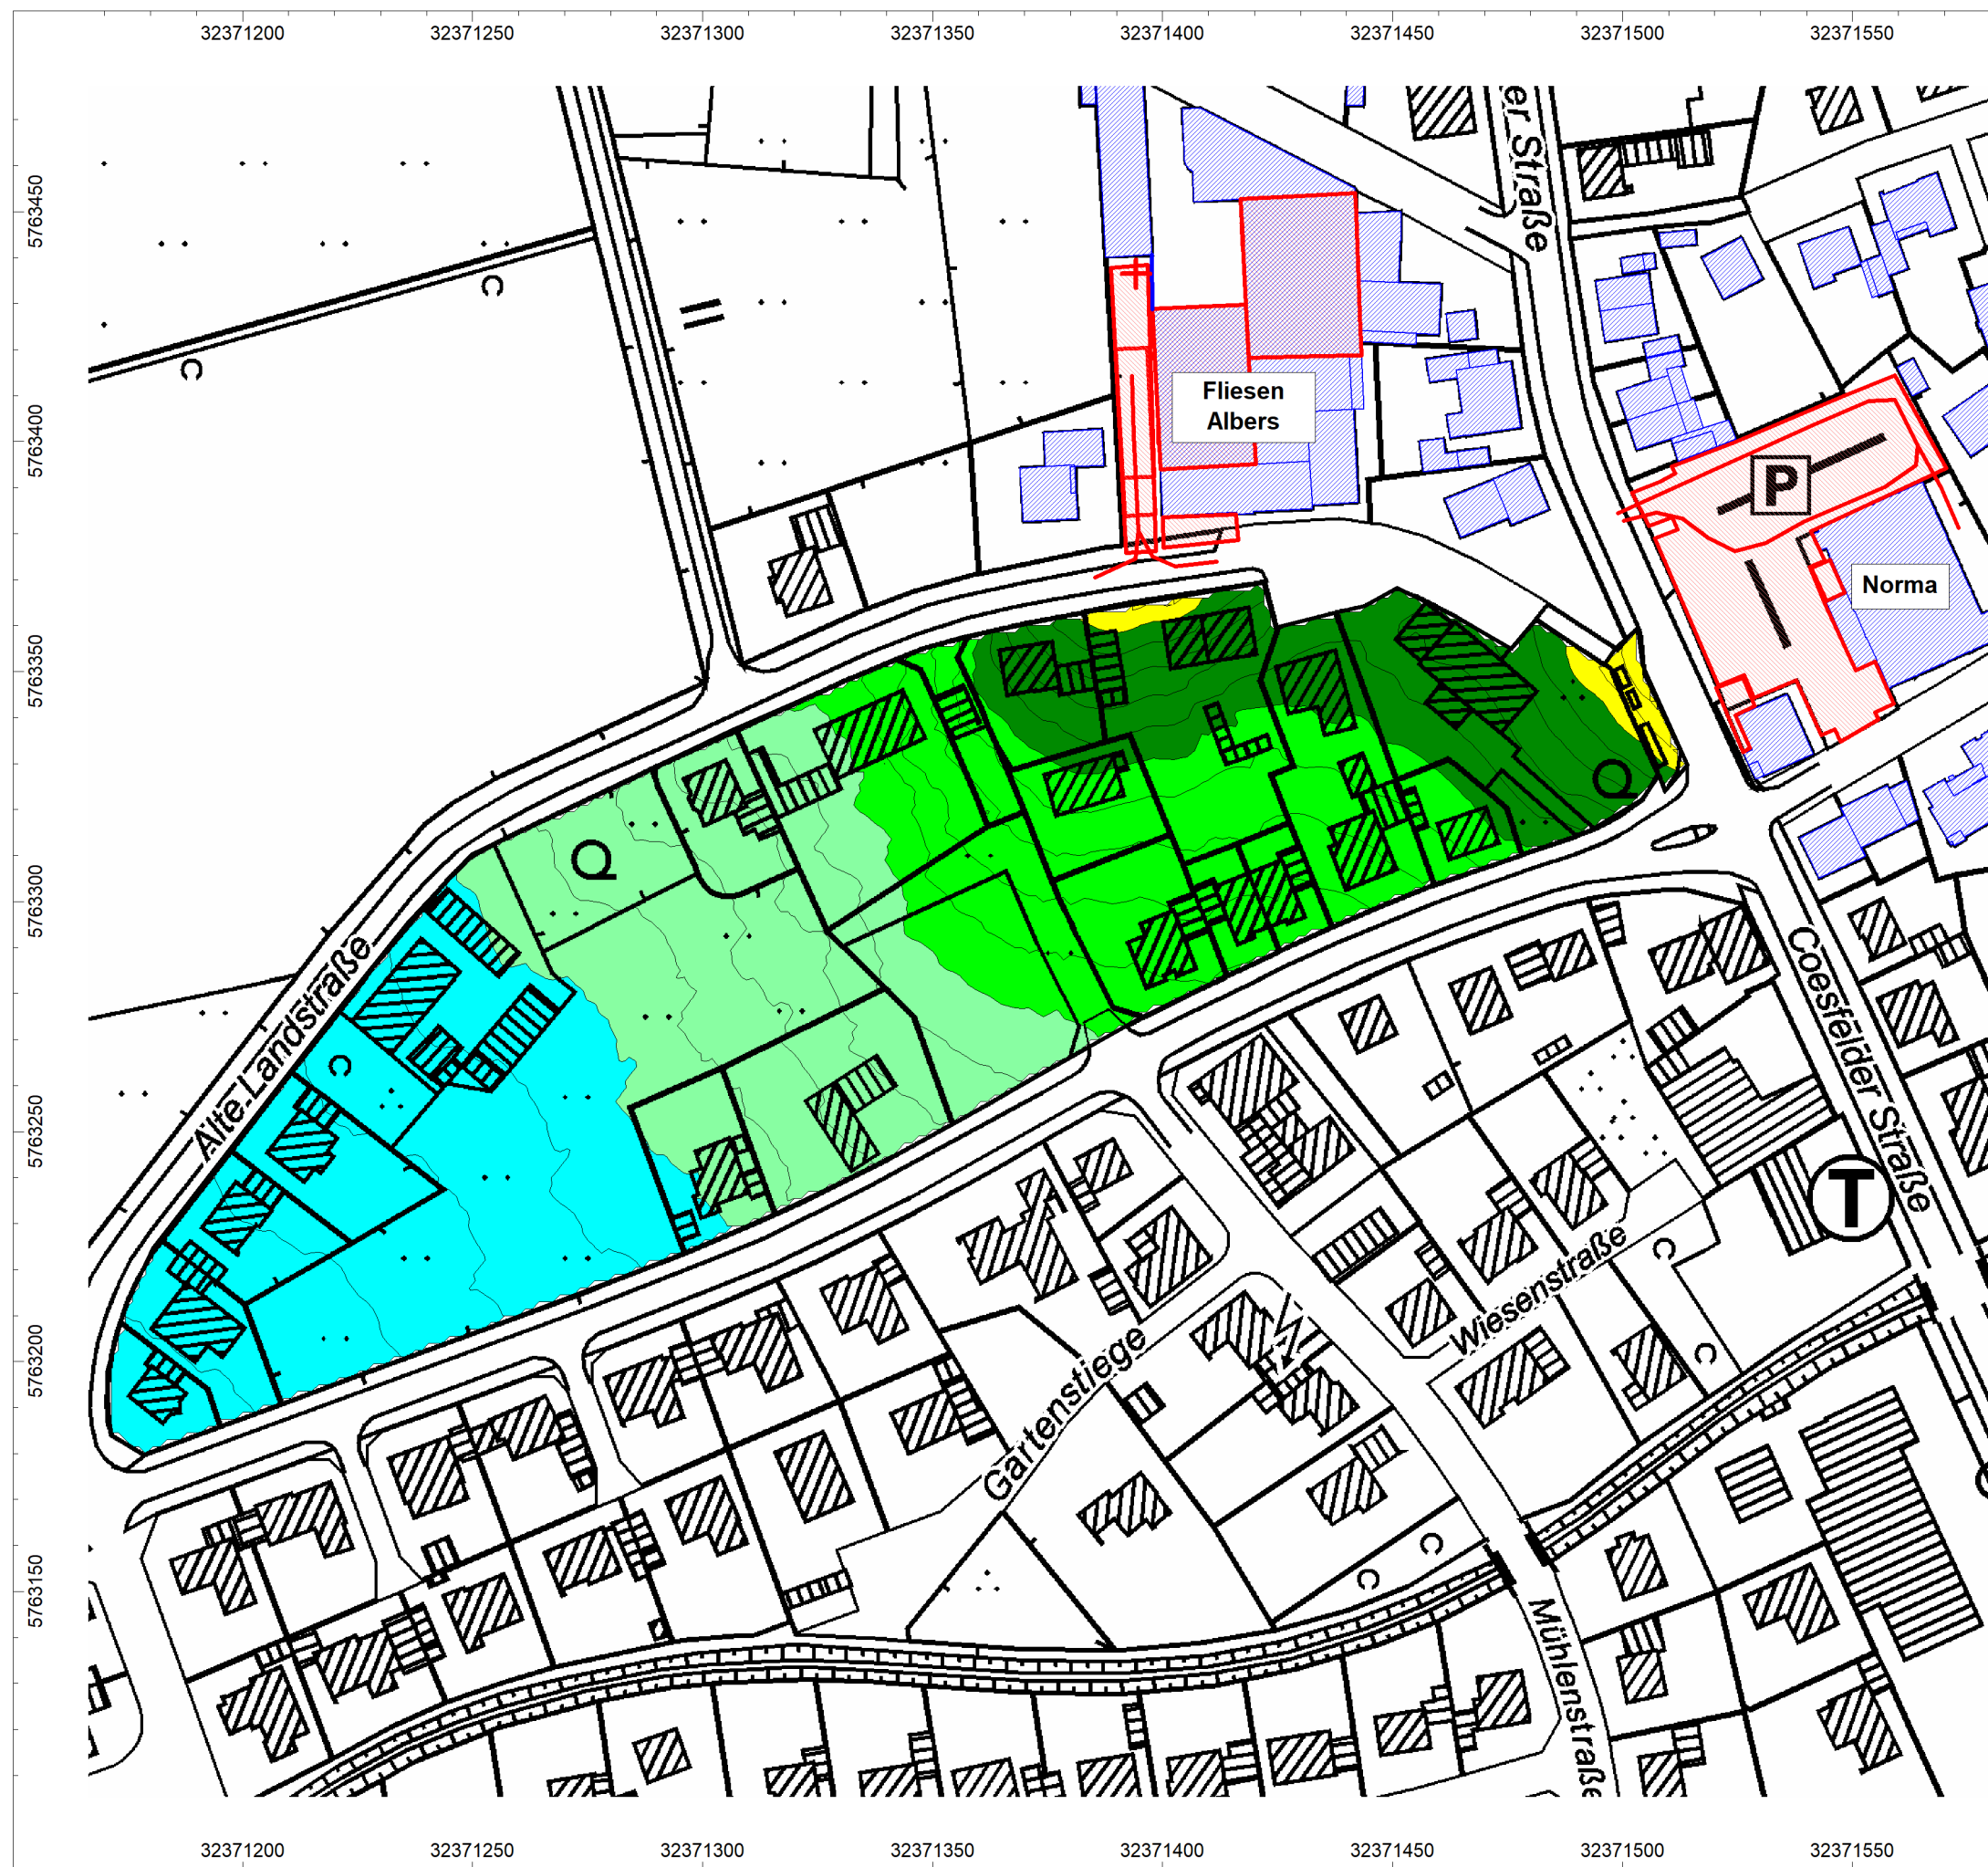 32371200 32371250 32371300 32371350 32371400 32371450 32371500 32371550
5763450
er Straße
C
C
Fliesen
Albers
5763400
P
Norma
5763350
5763300
Alte Landstraße
C
Coesfelder Straße
5763250
T
Wiesenstraße
C
5763200
C
Gartenstiege
C
C
5763150
Mühlenstraße
32371200 32371250 32371300 32371350 32371400 32371450 32371500 32371550